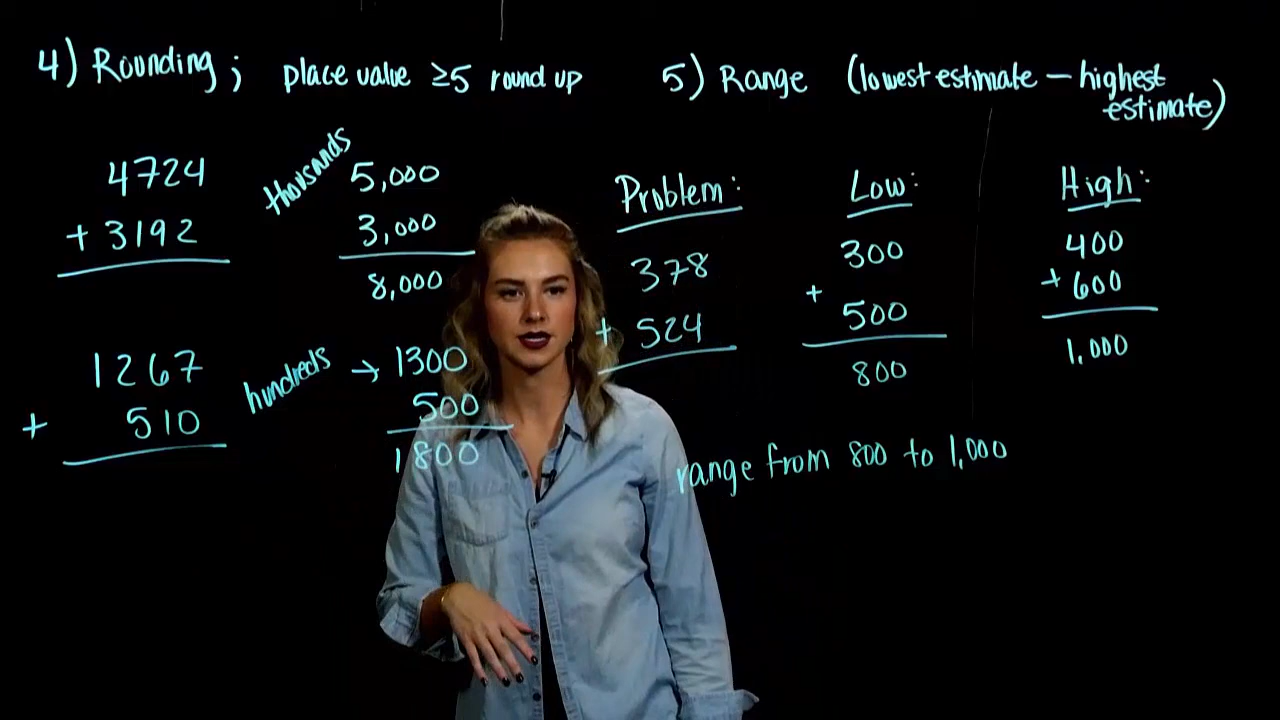 4) Rounding; place value ≥5 round up
4724
+ 3192
thousands
5,000
3,000
8,000
1267
+ 510
hundreds → 1300
500
1800
5) Range (lowest estimate – highest
estimate)
Problem:
378
+ 524
Low:
300
+ 500
800
High:
400
+ 600
1,000
range from 800 to 1,000